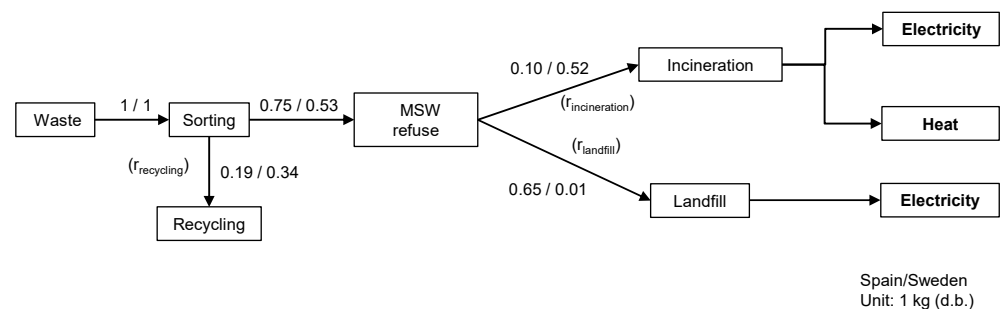 Waste
1 / 1
Sorting
0.75 / 0.53
MSW
refuse
(r_recycling)
0.19 / 0.34
Recycling
0.10 / 0.52
(r_incineration)
Incineration
Electricity
Heat
(r_landfill)
0.65 / 0.01
Landfill
Electricity
Spain/Sweden
Unit: 1 kg (d.b.)